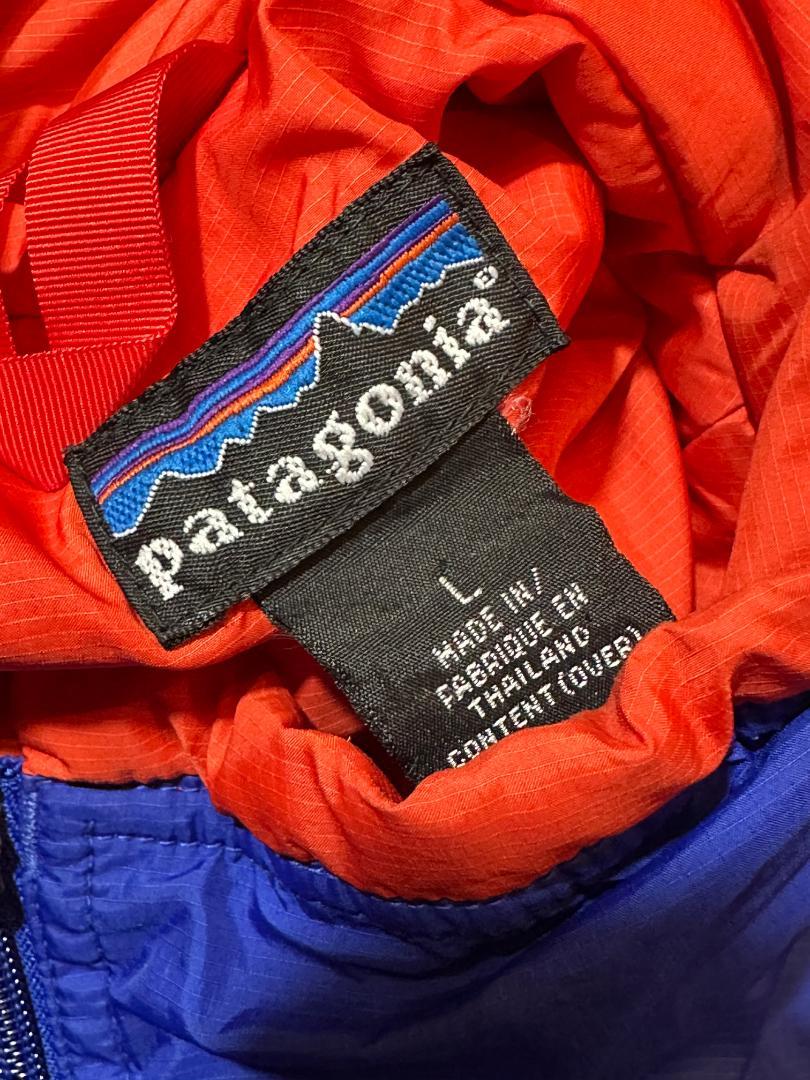 patagonia®
L
MADE IN/
FABRIQUE EN
THAILAND
CONTENT (OVER)